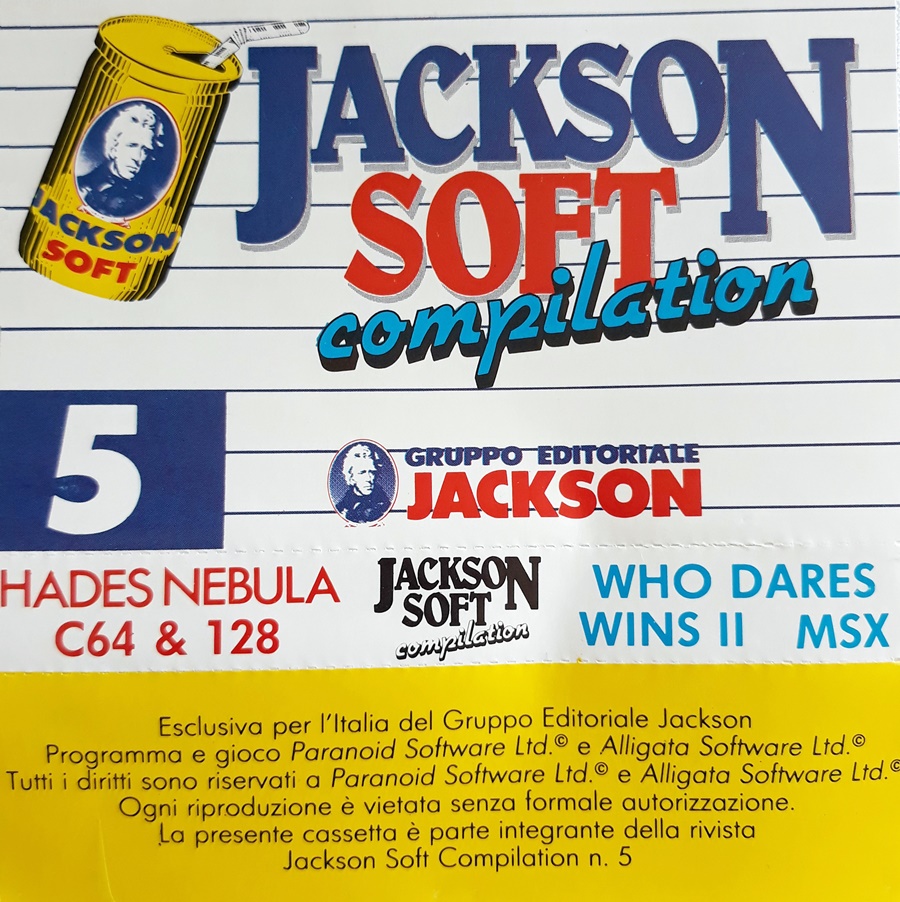 JACKSON
SOFT
compilation
JACKSON
SOFT
5
GRUPPO EDITORIALE
JACKSON
HADES NEBULA
C64 & 128
JACKSON
SOFT
compilation
WHO DARES
WINS II MSX
Esclusiva per l'Italia del Gruppo Editoriale Jackson
Programma e gioco Paranoid Software Ltd.© e Alligata Software Ltd.©
Tutti i diritti sono riservati a Paranoid Software Ltd.© e Alligata Software Ltd.©
Ogni riproduzione è vietata senza formale autorizzazione.
La presente cassetta è parte integrante della rivista
Jackson Soft Compilation n. 5